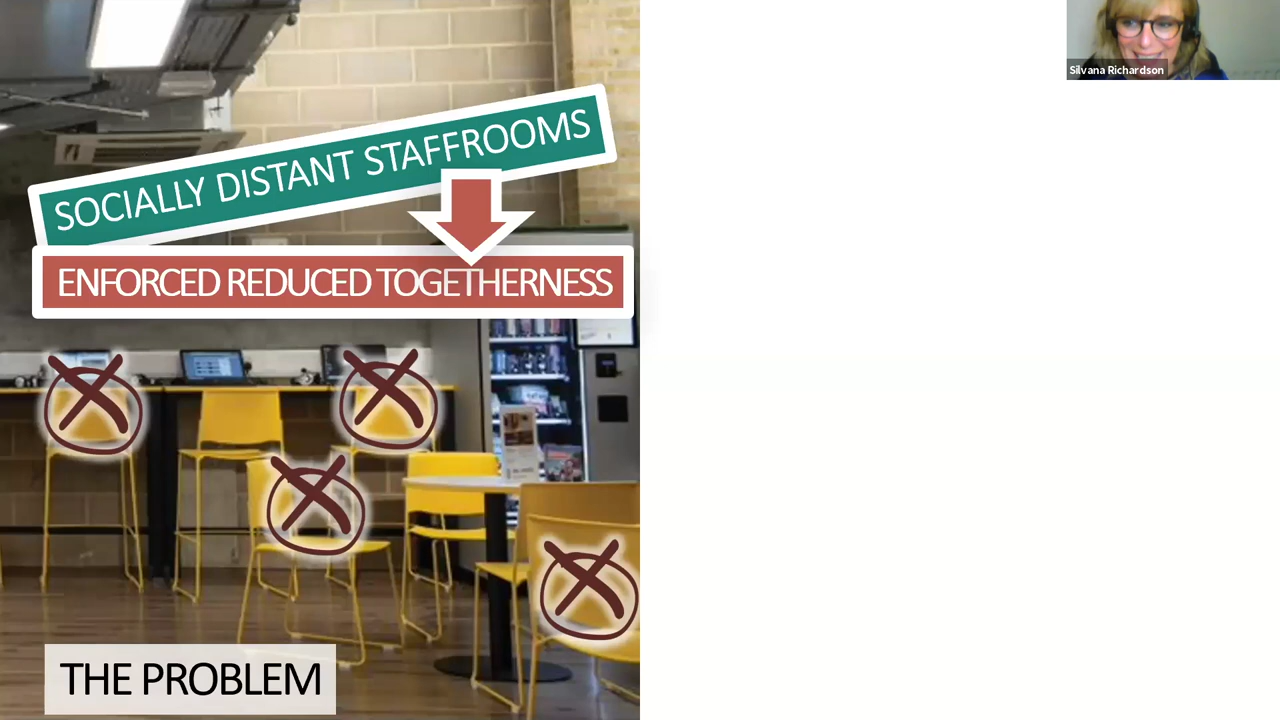 Silvana Richardson
SOCIALLY DISTANT STAFFROOMS
ENFORCED REDUCED TOGETHERNESS
THE PROBLEM